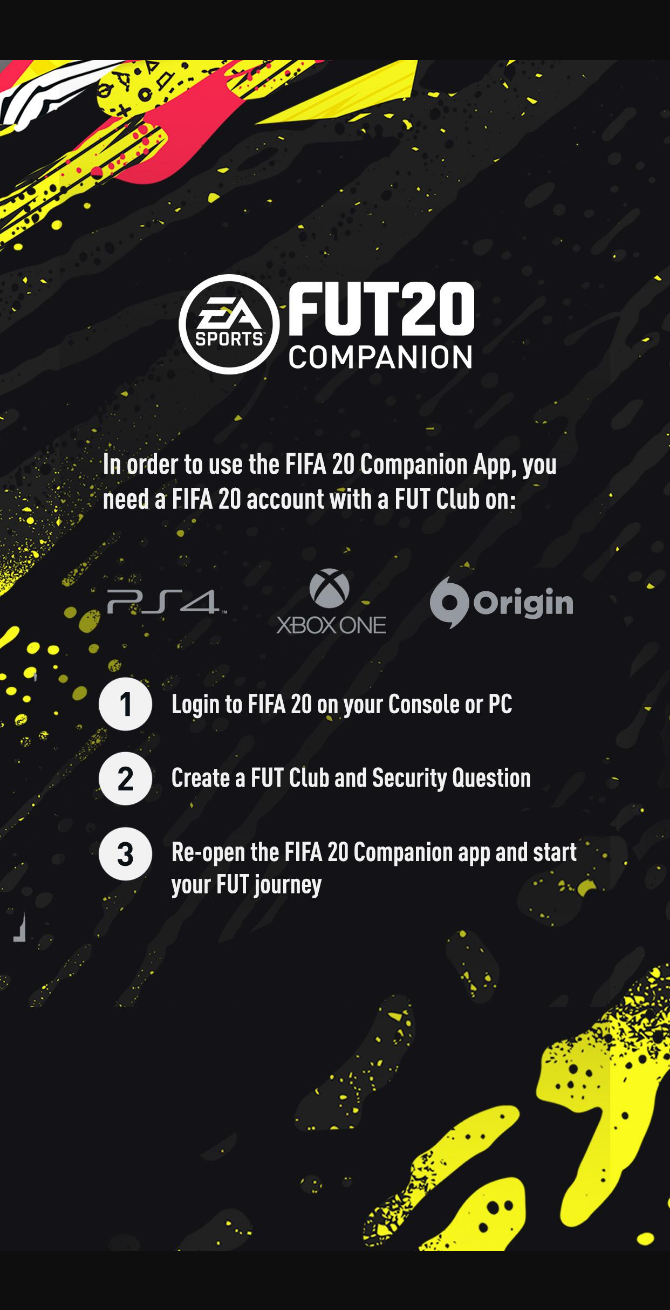 EA
SPORTS
FUT20
COMPANION
In order to use the FIFA 20 Companion App, you
need a FIFA 20 account with a FUT Club on:
PS4
XBOX ONE
Origin
1 Login to FIFA 20 on your Console or PC
2 Create a FUT Club and Security Question
3 Re-open the FIFA 20 Companion app and start
your FUT journey